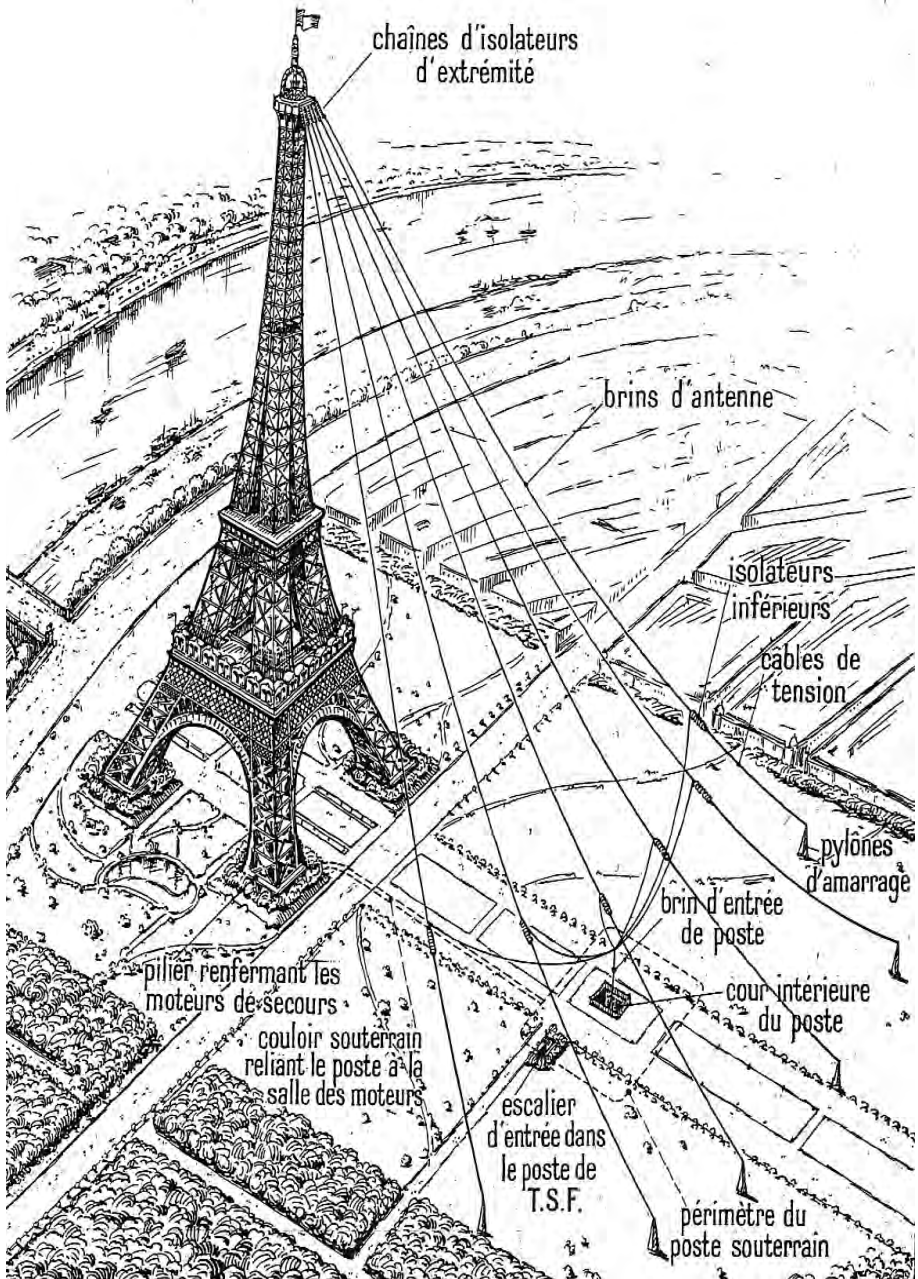 chaînes d'isolateurs
d'extrémité
brins d'antenne
isolateurs
inférieurs
câbles de
tension
pylônes
d'amarrage
brin d'entrée
de poste
cour intérieure
du poste
pilier renfermant les
moteurs de secours
couloir souterrain
reliant le poste à la
salle des moteurs
escalier
d'entrée dans
le poste de
T.S.F.
périmètre du
poste souterrain